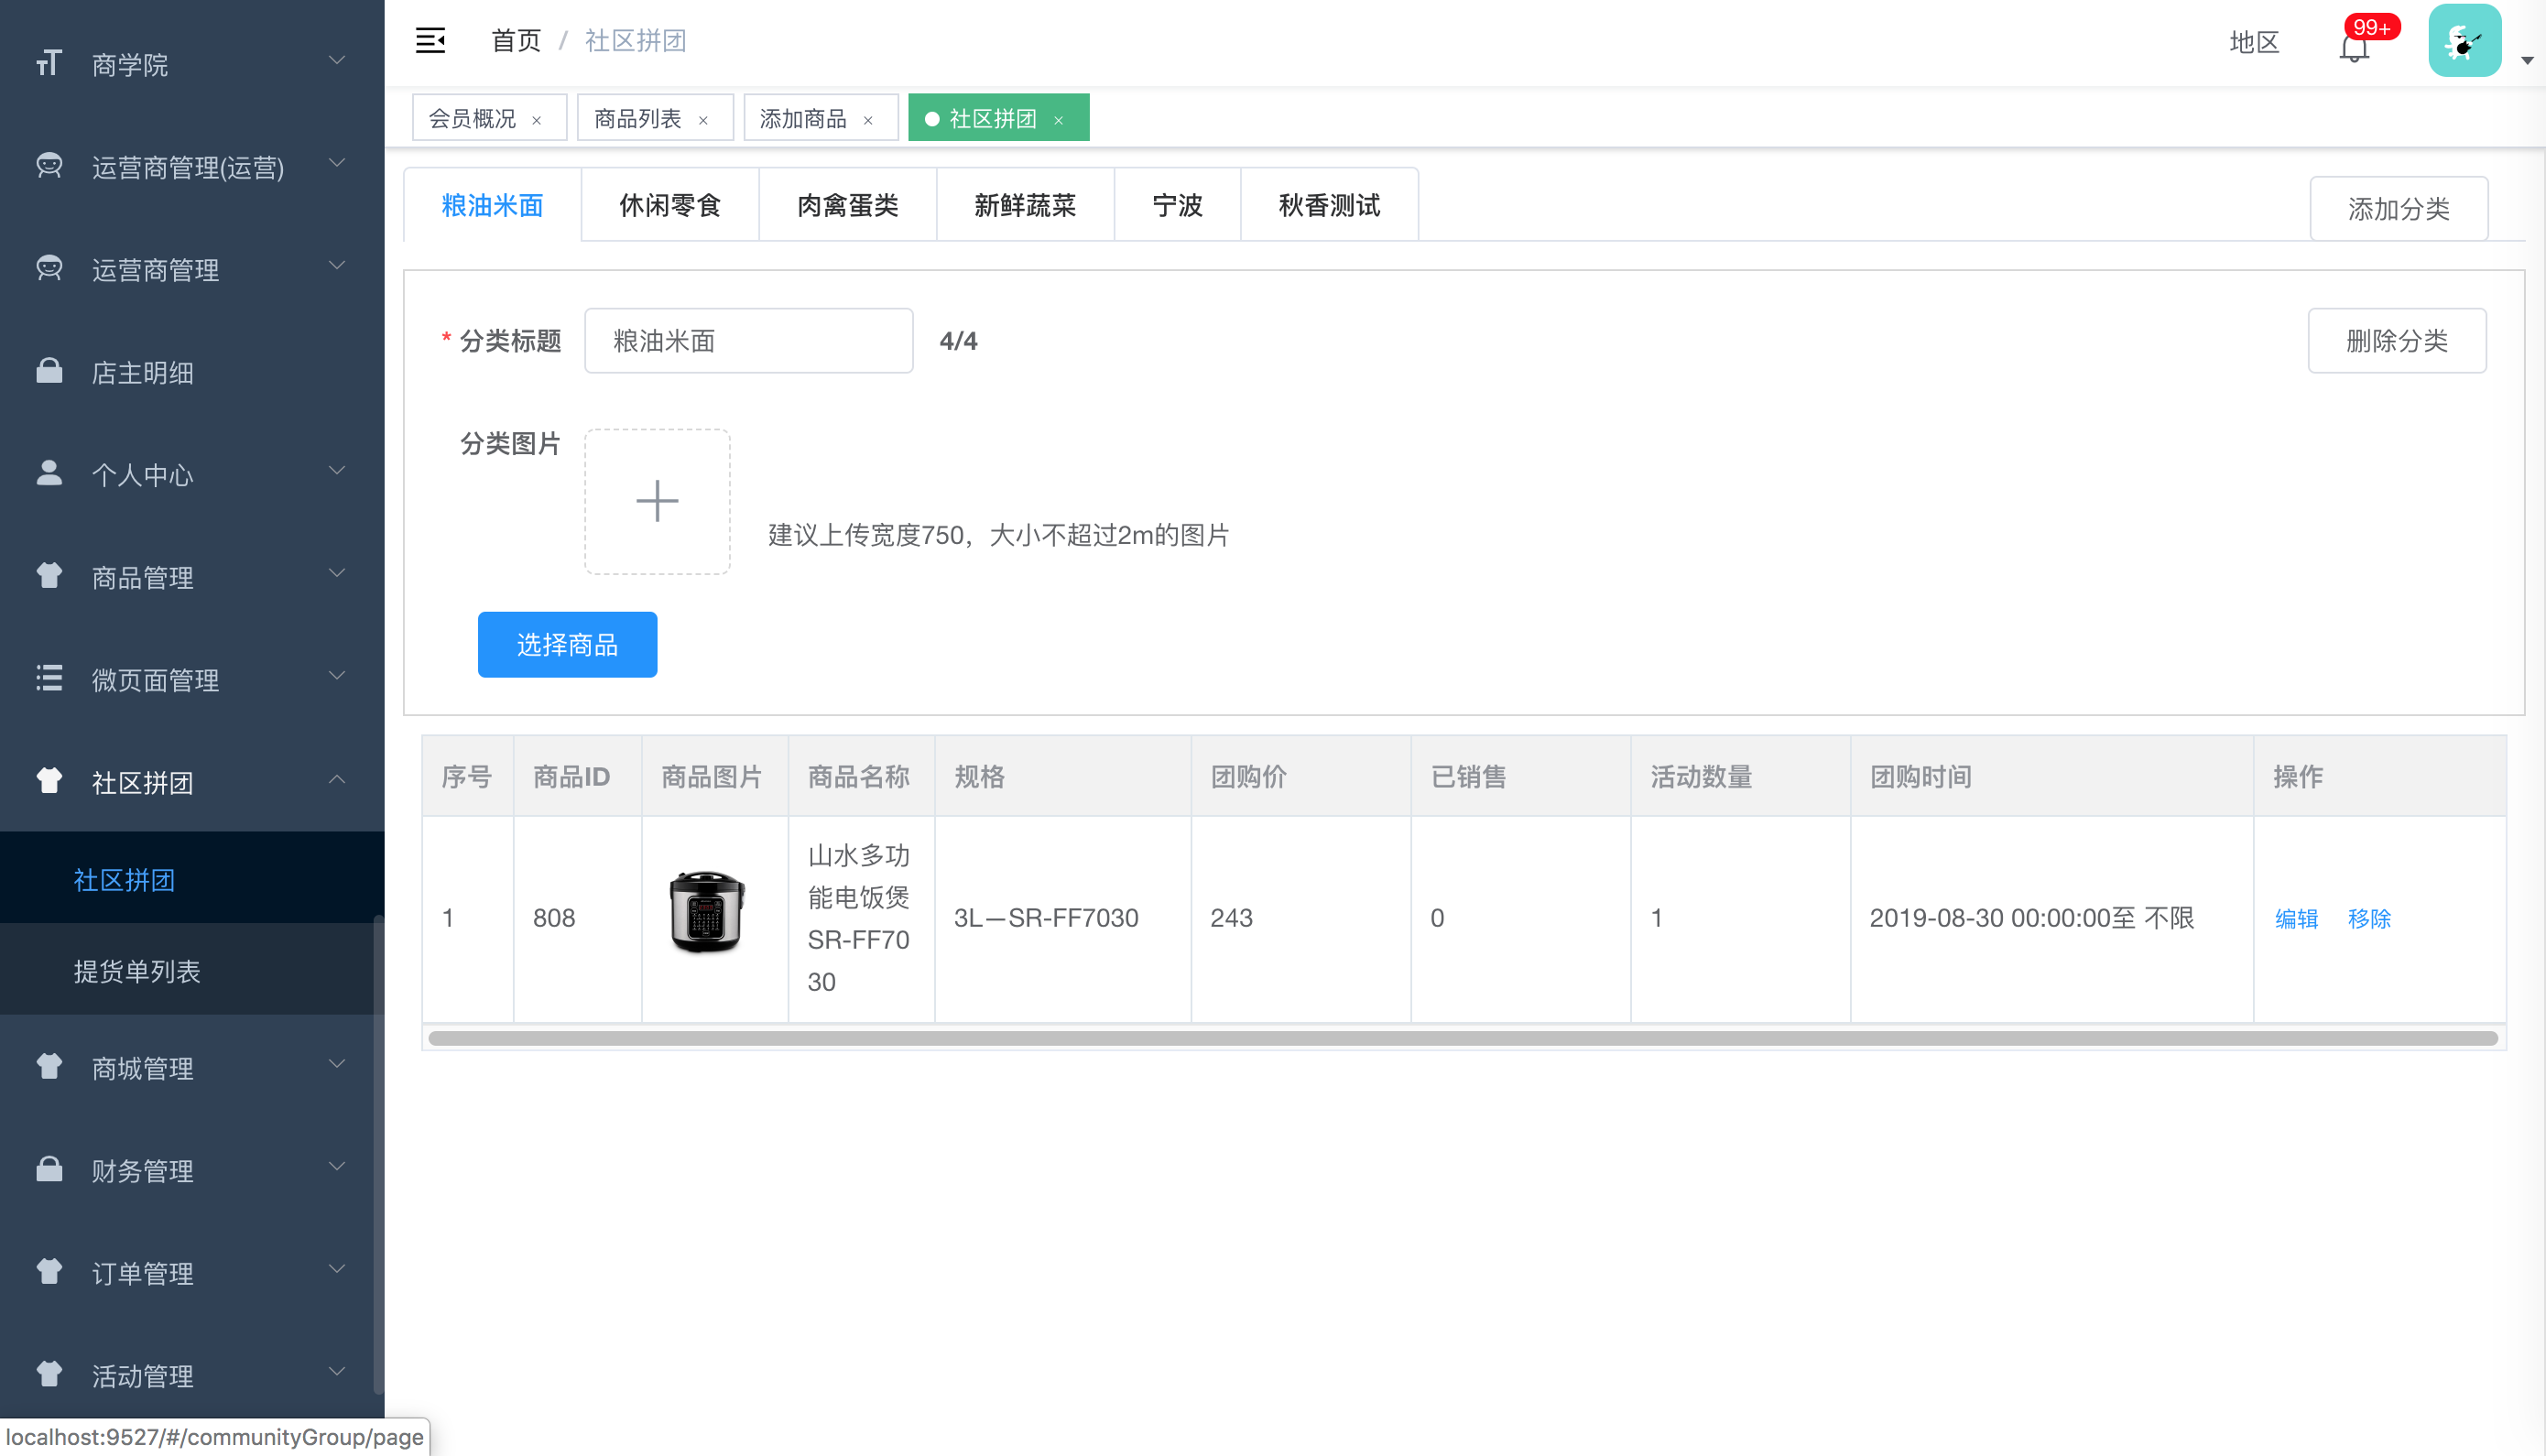 商学院
运营商管理(运营)
运营商管理
店主明细
个人中心
商品管理
微页面管理
社区拼团
社区拼团
提货单列表
商城管理
财务管理
订单管理
活动管理
localhost:9527/#/communityGroup/page
首页 / 社区拼团
地区
99+
会员概况 ×
商品列表 ×
添加商品 ×
社区拼团 ×
粮油米面
休闲零食
肉禽蛋类
新鲜蔬菜
宁波
秋香测试
添加分类
* 分类标题 粮油米面 4/4
删除分类
分类图片
建议上传宽度750，大小不超过2m的图片
选择商品
序号 商品ID 商品图片 商品名称 规格 团购价 已销售 活动数量 团购时间 操作
1 808
山水多功
能电饭煲
SR-FF70
30
3L—SR-FF7030 243 0 1 2019-08-30 00:00:00至 不限 编辑 移除